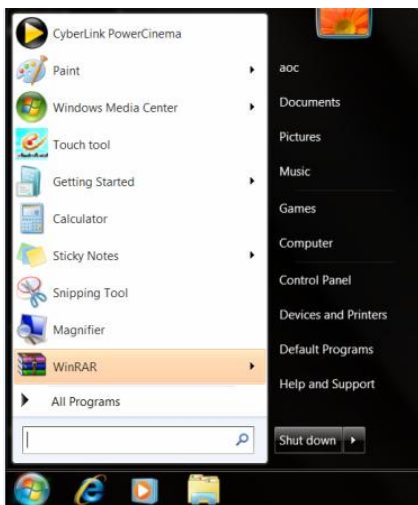 CyberLink PowerCinema
Paint
Windows Media Center
Touch tool
Getting Started
Calculator
Sticky Notes
Snipping Tool
Magnifier
WinRAR
All Programs
aoc
Documents
Pictures
Music
Games
Computer
Control Panel
Devices and Printers
Default Programs
Help and Support
Shut down